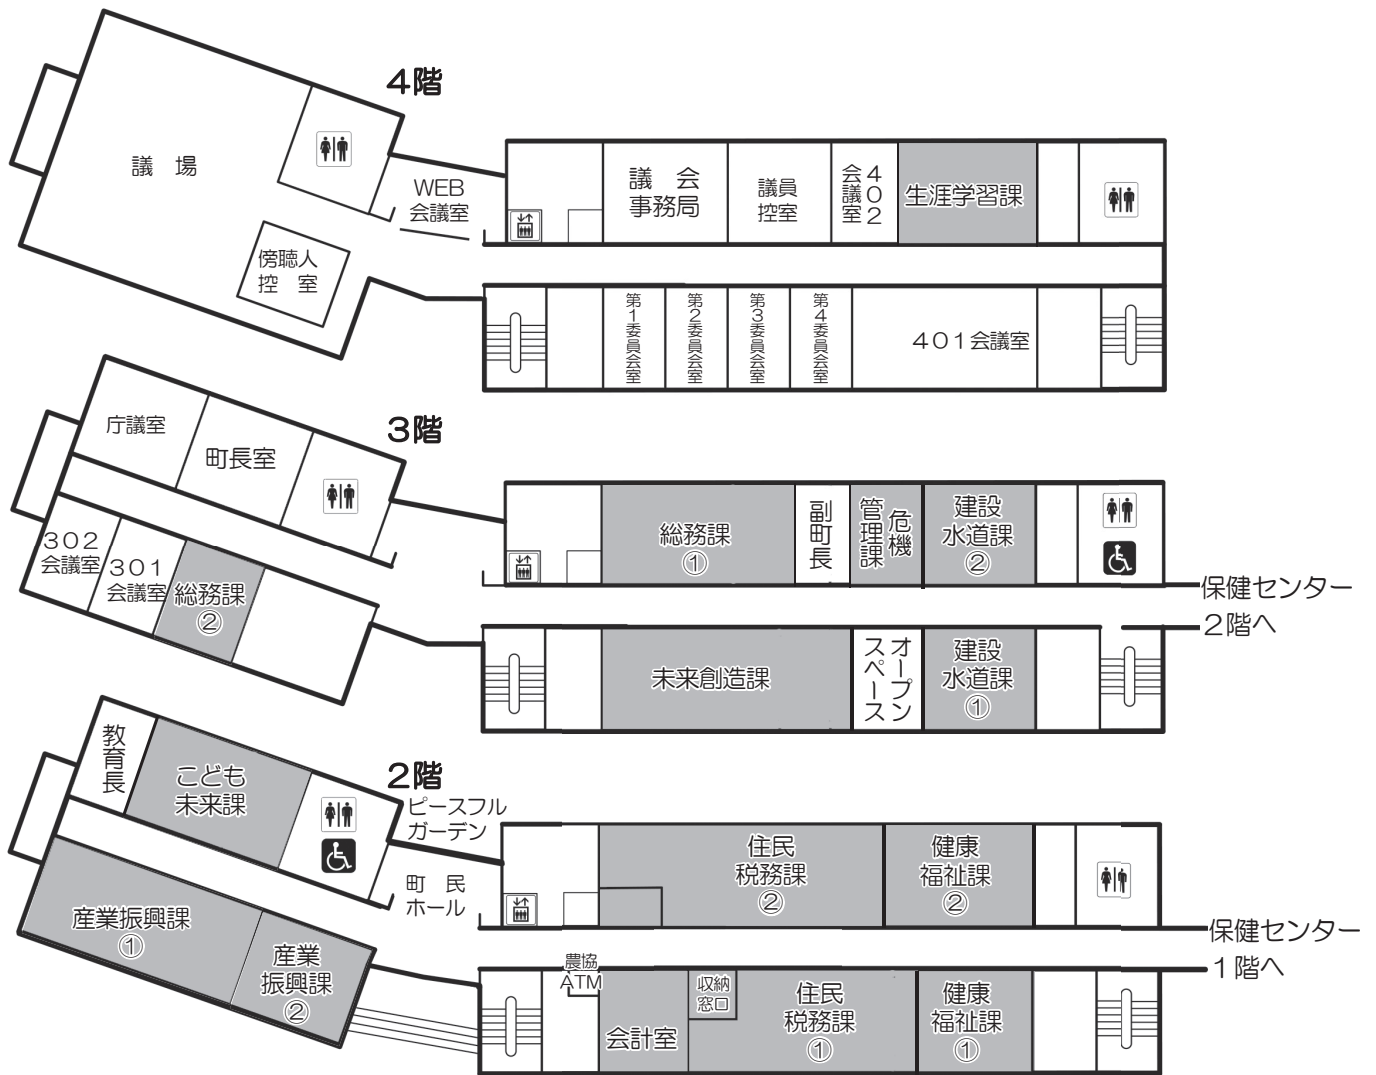 4階
議　場
傍聴人
控　室
WEB
会議室
議　会
事務局
議員
控室
402
会議室
生涯学習課
第1委員会室
第2委員会室
第3委員会室
第4委員会室
401会議室
3階
庁議室
町長室
302
会議室
301
会議室
総務課
②
総務課
①
副町長
危機
管理課
建設
水道課
②
保健センター
2階へ
未来創造課
オープン
スペース
建設
水道課
①
2階
教育長
こども
未来課
ピースフル
ガーデン
町　民
ホール
産業振興課
①
産業
振興課
②
住民
税務課
②
健康
福祉課
②
保健センター
1階へ
農協
ATM
会計室
収納
窓口
住民
税務課
①
健康
福祉課
①